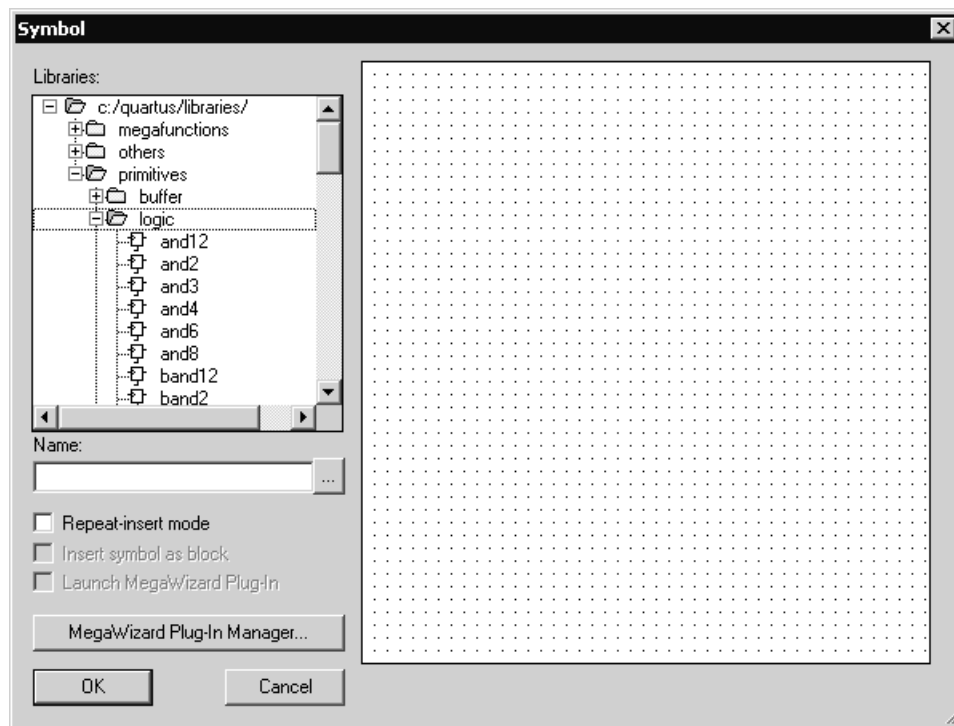 Symbol
Libraries:
c:/quartus/libraries/
megafunctions
others
primitives
buffer
logic
and12
and2
and3
and4
and6
and8
band12
band2
Name:
...
Repeat-insert mode
Insert symbol as block
Launch MegaWizard Plug-In
MegaWizard Plug-In Manager...
OK Cancel